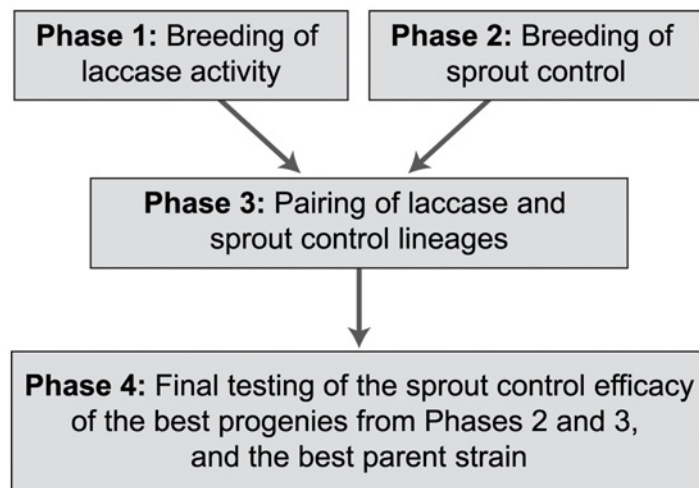 Phase 1: Breeding of
laccase activity
Phase 2: Breeding of
sprout control
Phase 3: Pairing of laccase and
sprout control lineages
Phase 4: Final testing of the sprout control efficacy
of the best progenies from Phases 2 and 3,
and the best parent strain